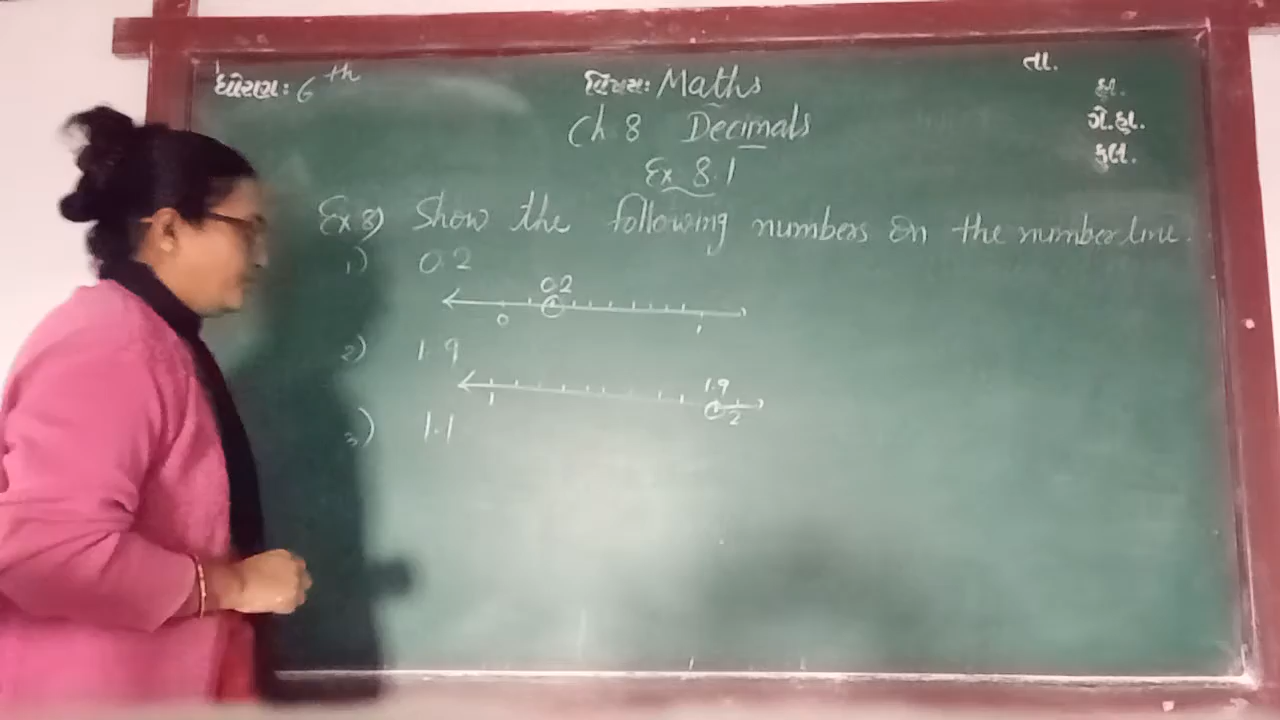 ધોરણ: 6th
વિષય: Maths
તા.
હા.
ગે.હા.
કુલ.
Ch 8 Decimals
Ex 8.1
Ex 8) Show the following numbers on the number line.
1) 0.2
0.2
0 1
2) 1.9
1.9
1 2
3) 1.1